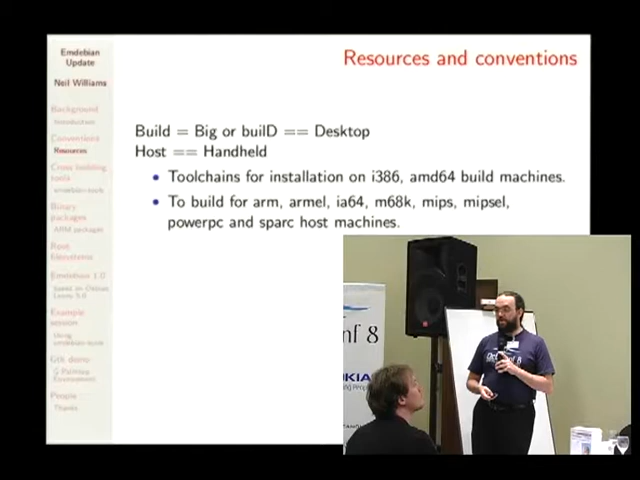 Emdebian
Update
Neil Williams
Background
Introduction
Conventions
Resources
Cross building
tools
emdebian-tools
Binary
packages
ARM packages
Root
filesystems
Emdebian 1.0
based on Debian
Lenny 5.0
Example
session
Using
emdebian-tools
Gtk demo
Environment
People
Thanks
Resources and conventions
Build = Big or builD == Desktop
Host == Handheld
• Toolchains for installation on i386, amd64 build machines.
• To build for arm, armel, ia64, m68k, mips, mipsel,
powerpc and sparc host machines.
nf 8
OKIA